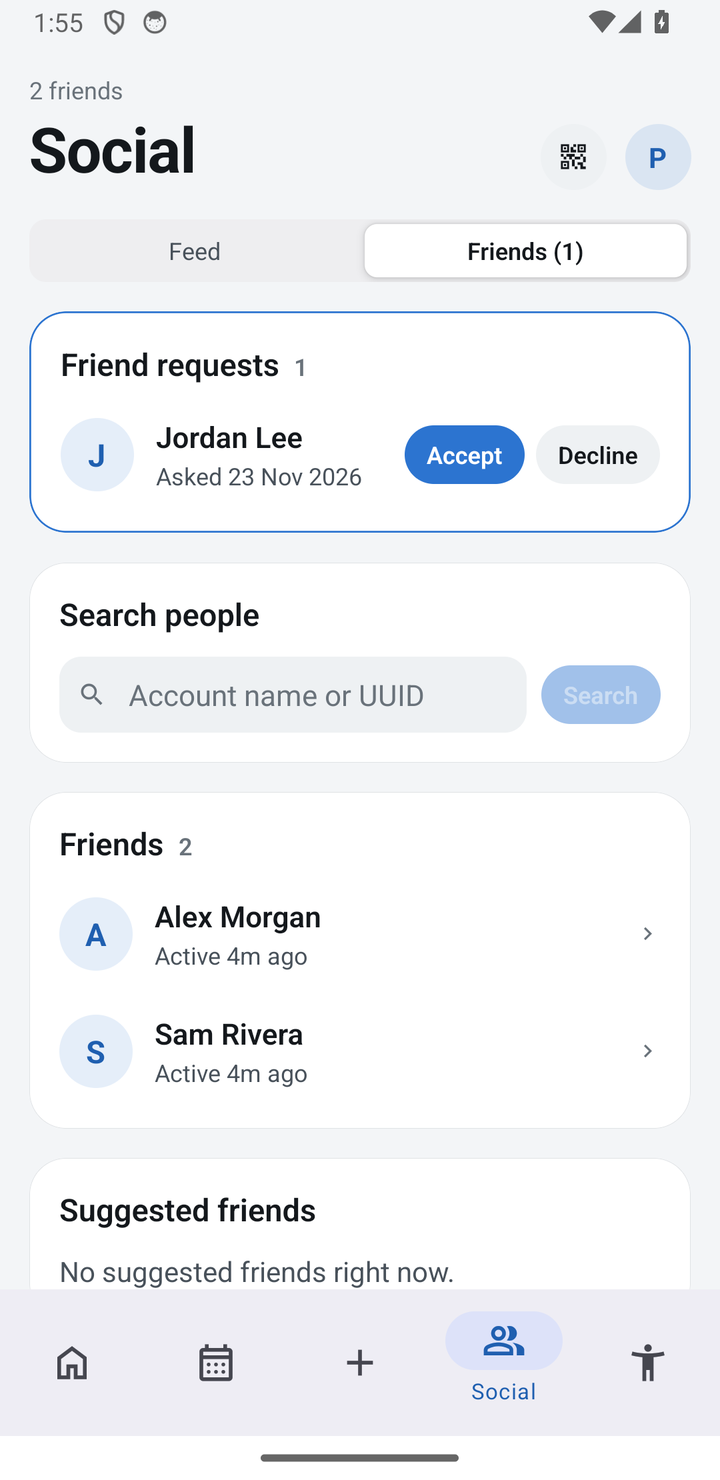 1:55
2 friends
Social
P
Feed
Friends (1)
Friend requests 1
J
Jordan Lee
Asked 23 Nov 2026
Accept
Decline
Search people
Account name or UUID
Search
Friends 2
A
Alex Morgan
Active 4m ago
S
Sam Rivera
Active 4m ago
Suggested friends
No suggested friends right now.
Social